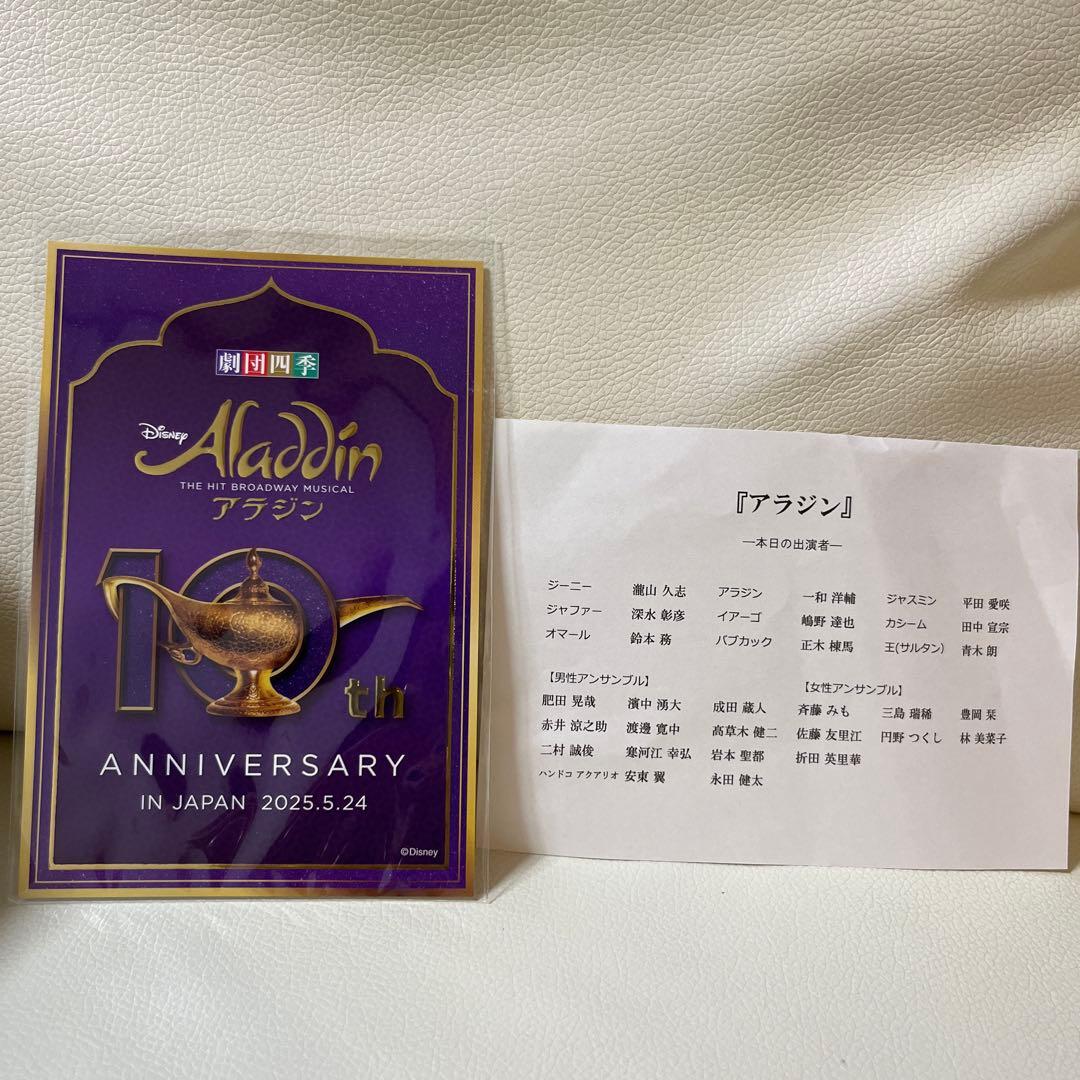 劇団四季
Disney
Aladdin
THE HIT BROADWAY MUSICAL
アラジン
10th
ANNIVERSARY
IN JAPAN 2025.5.24
©Disney
『アラジン』
―本日の出演者―
ジーニー 瀧山 久志 アラジン 一和 洋輔 ジャスミン 平田 愛咲
ジャファー 深水 彰彦 イアーゴ 嶋野 達也 カシーム 田中 宣宗
オマール 鈴本 務 バブカック 正木 棟馬 王(サルタン) 青木 朗
【男性アンサンブル】 【女性アンサンブル】
肥田 晃哉 濱中 湧大 成田 蔵人 斉藤 みも 三島 瑞稀 豊岡 栞
赤井 涼之助 渡邊 寛中 高草木 健二 佐藤 友里江 円野 つくし 林 美菜子
二村 誠俊 寒河江 幸弘 岩本 聖都 折田 英里華
ハンドコ アクアリオ 安東 翼 永田 健太